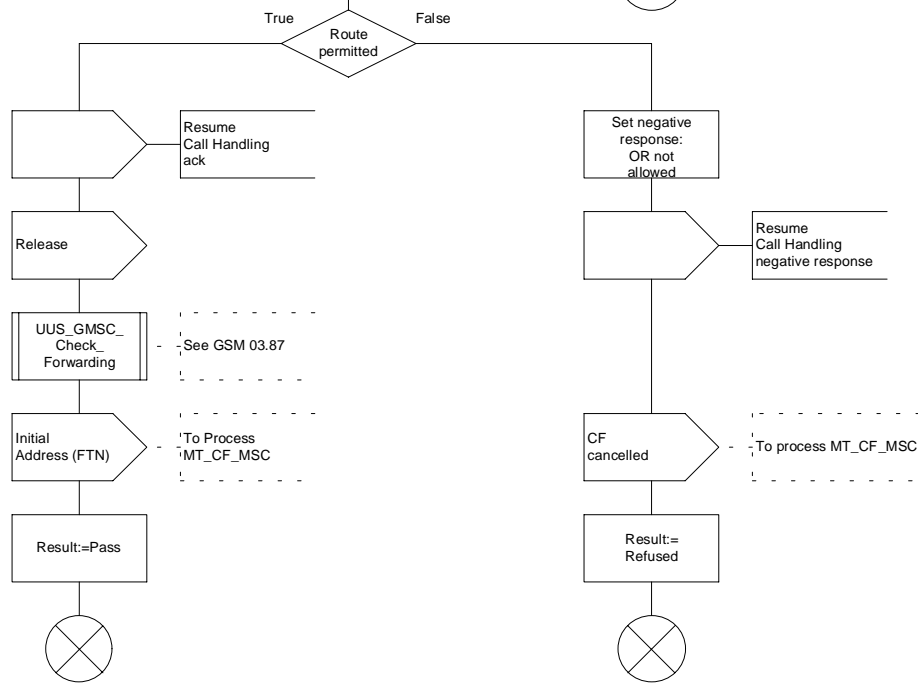 True
False
Route
permitted
Resume
Call Handling
ack
Set negative
response:
OR not
allowed
Release
Resume
Call Handling
negative response
UUS_GMSC_
Check_
Forwarding
See GSM 03.87
Initial
Address (FTN)
To Process
MT_CF_MSC
CF
cancelled
To process MT_CF_MSC
Result:=Pass
Result:=
Refused